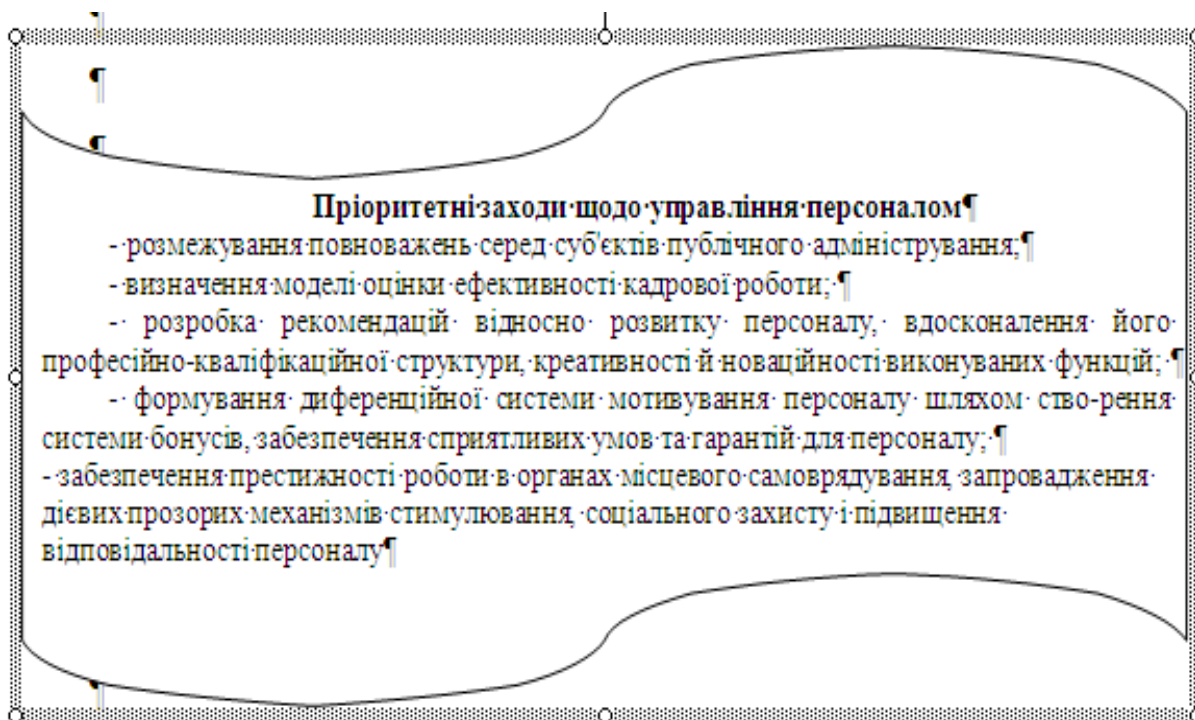 Пріоритетні заходи щодо управління персоналом
- розмежування повноважень серед суб'єктів публічного адміністрування;
- визначення моделі оцінки ефективності кадрової роботи;
- розробка рекомендацій відносно розвитку персоналу, вдосконалення його
професійно-кваліфікаційної структури, креативності й новаційності виконуваних функцій;
- формування диференційної системи мотивування персоналу шляхом ство-рення
системи бонусів, забезпечення сприятливих умов та гарантій для персоналу;
- забезпечення престижності роботи в органах місцевого самоврядування, запровадження
дієвих прозорих механізмів стимулювання, соціального захисту і підвищення
відповідальності персоналу